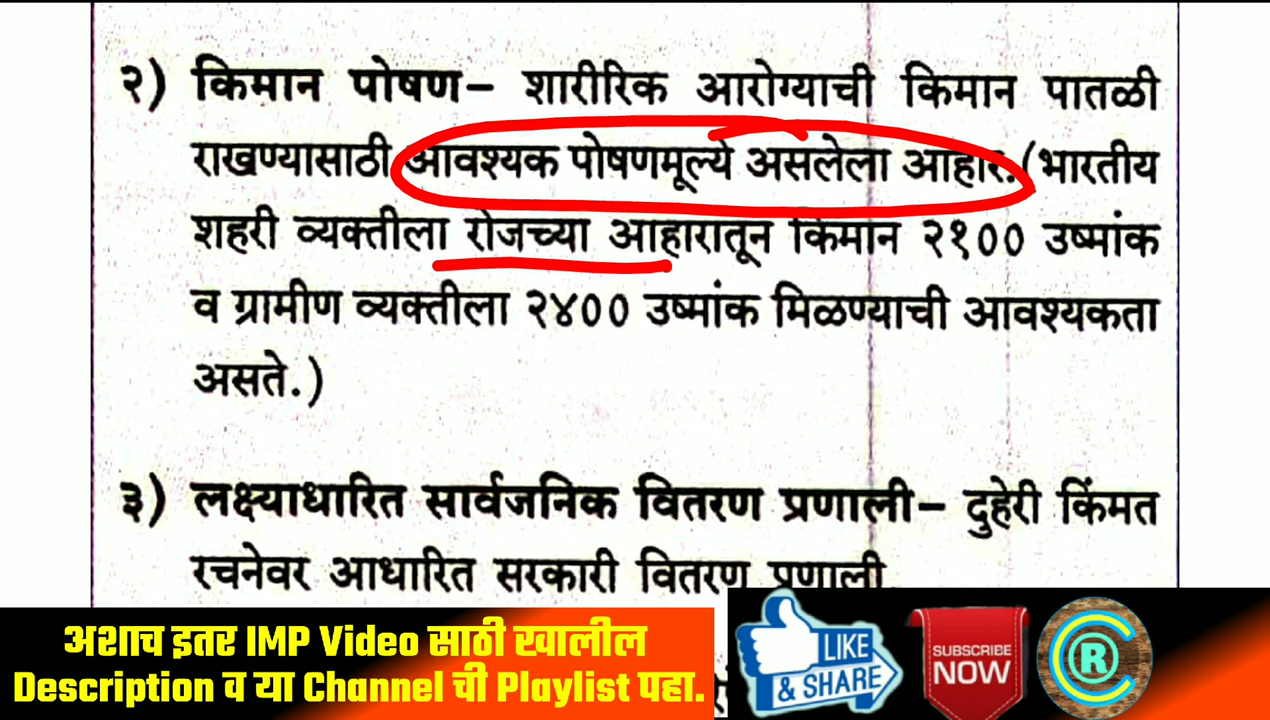 २) किमान पोषण– शारीरिक आरोग्याची किमान पातळी
राखण्यासाठी आवश्यक पोषणमूल्ये असलेला आहार.(भारतीय
शहरी व्यक्तीला रोजच्या आहारातून किमान २१०० उष्मांक
व ग्रामीण व्यक्तीला २४०० उष्मांक मिळण्याची आवश्यकता
असते.)
३) लक्ष्याधारित सार्वजनिक वितरण प्रणाली– दुहेरी किंमत
रचनेवर आधारित सरकारी वितरण प्रणाली.
अशाच इतर IMP Video साठी खालील
Description व या Channel ची Playlist पहा.
LIKE
& SHARE
SUBSCRIBE
NOW
R